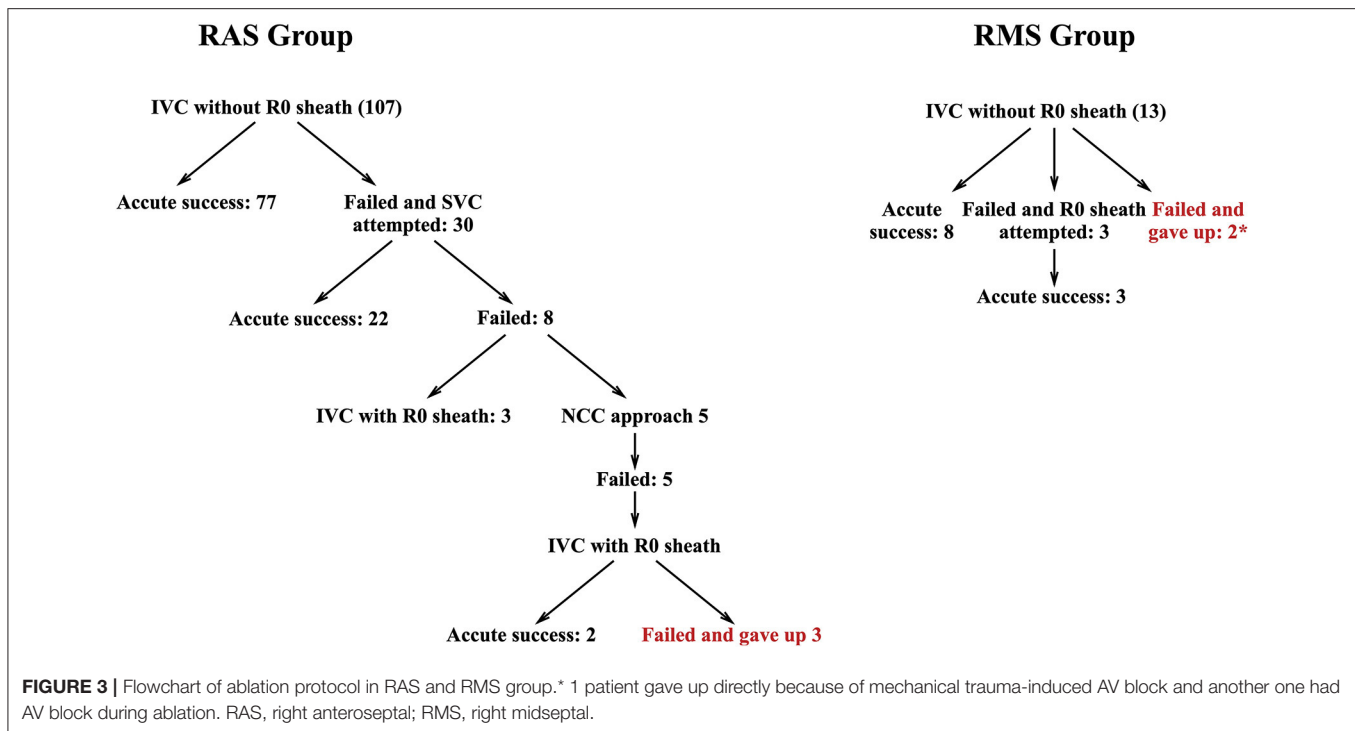 RAS Group
IVC without R0 sheath (107)
Accute success: 77
Failed and SVC
attempted: 30
Accute success: 22
Failed: 8
IVC with R0 sheath: 3
NCC approach 5
Failed: 5
IVC with R0 sheath
Accute success: 2
Failed and gave up 3
RMS Group
IVC without R0 sheath (13)
Accute
success: 8
Failed and R0 sheath
attempted: 3
Failed and
gave up: 2*
Accute success: 3
FIGURE 3 | Flowchart of ablation protocol in RAS and RMS group.* 1 patient gave up directly because of mechanical trauma-induced AV block and another one had
AV block during ablation. RAS, right anteroseptal; RMS, right midseptal.